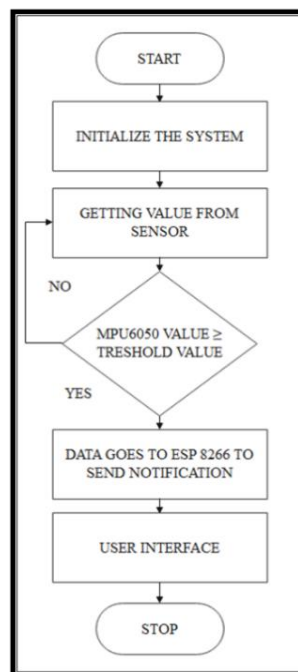 START
INITIALIZE THE SYSTEM
GETTING VALUE FROM
SENSOR
NO
MPU6050 VALUE ≥
TRESHOLD VALUE
YES
DATA GOES TO ESP 8266 TO
SEND NOTIFICATION
USER INTERFACE
STOP